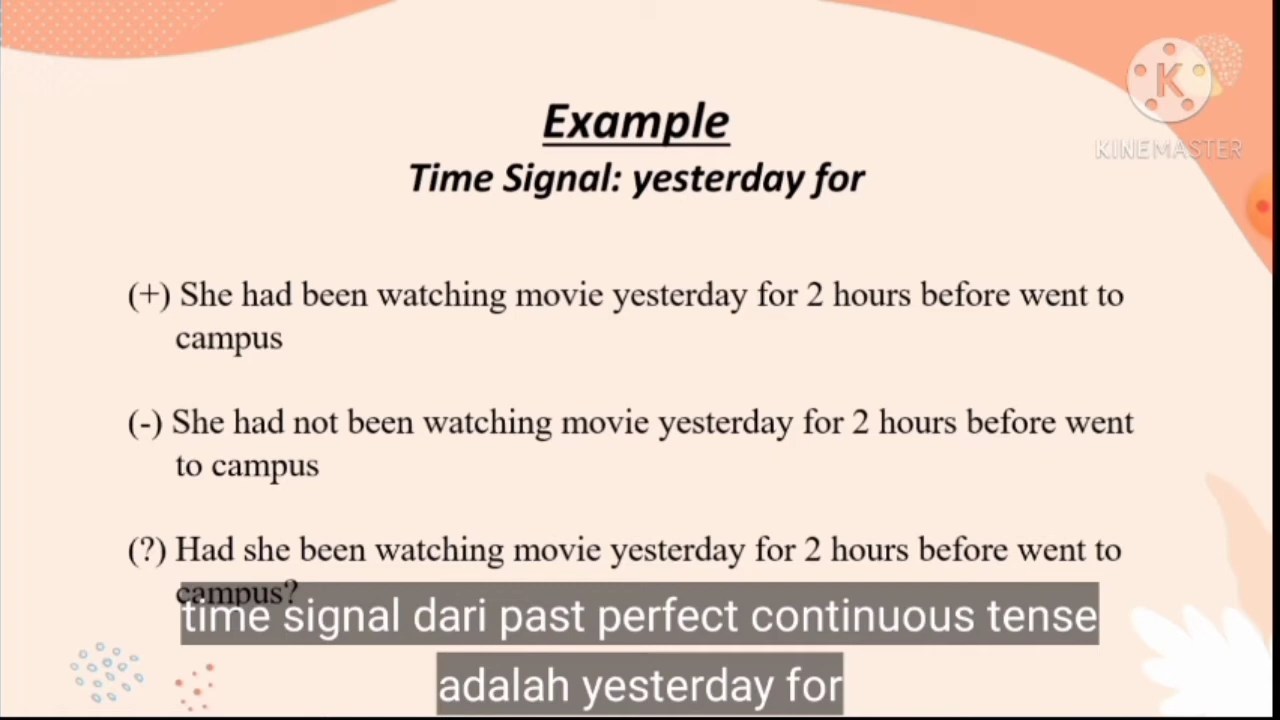 Example
Time Signal: yesterday for
K
KINEMASTER
(+) She had been watching movie yesterday for 2 hours before went to
campus
(-) She had not been watching movie yesterday for 2 hours before went
to campus
(?) Had she been watching movie yesterday for 2 hours before went to
campus?
time signal dari past perfect continuous tense
adalah yesterday for